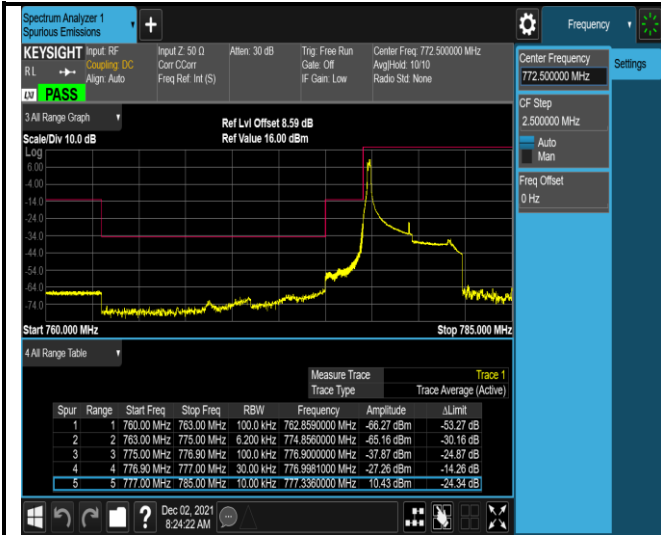 Spectrum Analyzer 1
Spurious Emissions
+
Frequency
KEYSIGHT
RL
Input: RF
Coupling: DC
Align: Auto
Input Z: 50 Ω
Corr CCorr
Freq Ref: Int (S)
Atten: 30 dB
Trig: Free Run
Gate: Off
IF Gain: Low
Center Freq: 772.500000 MHz
Avg|Hold: 10/10
Radio Std: None
LXI PASS
Center Frequency
772.500000 MHz
Settings
CF Step
2.500000 MHz
Auto
Man
Freq Offset
0 Hz
3 All Range Graph
Scale/Div 10.0 dB
Ref Lvl Offset 8.59 dB
Ref Value 16.00 dBm
Log
6.00
-4.00
-14.0
-24.0
-34.0
-44.0
-54.0
-64.0
-74.0
Start 760.000 MHz
Stop 785.000 MHz
4 All Range Table
Measure Trace Trace 1
Trace Type Trace Average (Active)
Spur Range Start Freq Stop Freq RBW Frequency Amplitude ΔLimit
1 1 760.00 MHz 763.00 MHz 100.0 kHz 762.8590000 MHz -66.27 dBm -53.27 dB
2 2 763.00 MHz 775.00 MHz 6.200 kHz 774.8560000 MHz -65.16 dBm -30.16 dB
3 3 775.00 MHz 776.90 MHz 100.0 kHz 776.9000000 MHz -37.87 dBm -24.87 dB
4 4 776.90 MHz 777.00 MHz 30.00 kHz 776.9981000 MHz -27.26 dBm -14.26 dB
5 5 777.00 MHz 785.00 MHz 10.00 kHz 777.3360000 MHz 10.43 dBm -24.34 dB
?
Dec 02, 2021
8:24:22 AM